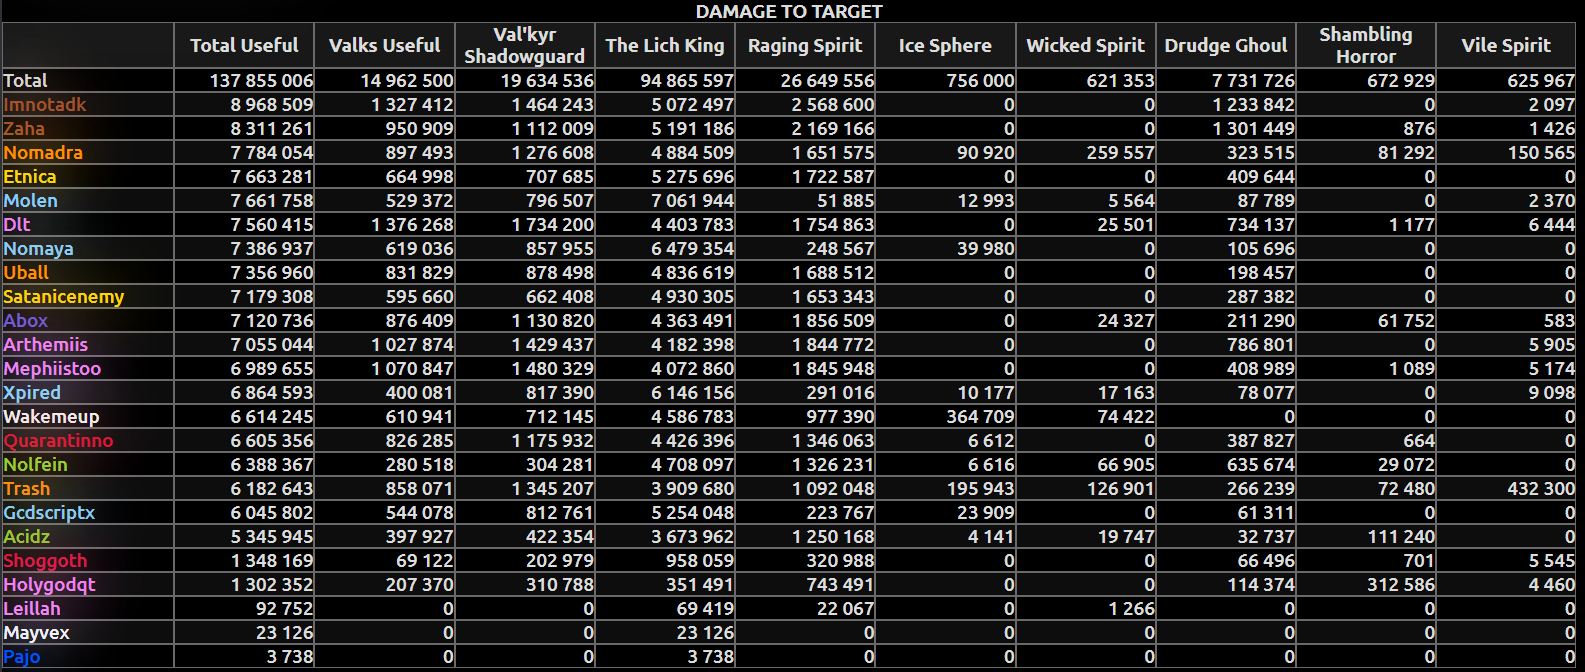 DAMAGE TO TARGET
Total Useful Valks Useful Val'kyr Shadowguard The Lich King Raging Spirit Ice Sphere Wicked Spirit Drudge Ghoul Shambling Horror Vile Spirit
Total 137 855 006 14 962 500 19 634 536 94 865 597 26 649 556 756 000 621 353 7 731 726 672 929 625 967
Imnotadk 8 968 509 1 327 412 1 464 243 5 072 497 2 568 600 0 0 1 233 842 0 2 097
Zaha 8 311 261 950 909 1 112 009 5 191 186 2 169 166 0 0 1 301 449 876 1 426
Nomadra 7 784 054 897 493 1 276 608 4 884 509 1 651 575 90 920 259 557 323 515 81 292 150 565
Etnica 7 663 281 664 998 707 685 5 275 696 1 722 587 0 0 409 644 0 0
Molen 7 661 758 529 372 796 507 7 061 944 51 885 12 993 5 564 87 789 0 2 370
Dlt 7 560 415 1 376 268 1 734 200 4 403 783 1 754 863 0 25 501 734 137 1 177 6 444
Nomaya 7 386 937 619 036 857 955 6 479 354 248 567 39 980 0 105 696 0 0
Uball 7 356 960 831 829 878 498 4 836 619 1 688 512 0 0 198 457 0 0
Satanicenemy 7 179 308 595 660 662 408 4 930 305 1 653 343 0 0 287 382 0 0
Abox 7 120 736 876 409 1 130 820 4 363 491 1 856 509 0 24 327 211 290 61 752 583
Arthemiis 7 055 044 1 027 874 1 429 437 4 182 398 1 844 772 0 0 786 801 0 5 905
Mephiistoo 6 989 655 1 070 847 1 480 329 4 072 860 1 845 948 0 0 408 989 1 089 5 174
Xpired 6 864 593 400 081 817 390 6 146 156 291 016 10 177 17 163 78 077 0 9 098
Wakemeup 6 614 245 610 941 712 145 4 586 783 977 390 364 709 74 422 0 0 0
Quarantinno 6 605 356 826 285 1 175 932 4 426 396 1 346 063 6 612 0 387 827 664 0
Nolfein 6 388 367 280 518 304 281 4 708 097 1 326 231 6 616 66 905 635 674 29 072 0
Trash 6 182 643 858 071 1 345 207 3 909 680 1 092 048 195 943 126 901 266 239 72 480 432 300
Gcdscriptx 6 045 802 544 078 812 761 5 254 048 223 767 23 909 0 61 311 0 0
Acidz 5 345 945 397 927 422 354 3 673 962 1 250 168 4 141 19 747 32 737 111 240 0
Shoggoth 1 348 169 69 122 202 979 958 059 320 988 0 0 66 496 701 5 545
Holygodqt 1 302 352 207 370 310 788 351 491 743 491 0 0 114 374 312 586 4 460
Leillah 92 752 0 0 69 419 22 067 0 1 266 0 0 0
Mayvex 23 126 0 0 23 126 0 0 0 0 0 0
Pajo 3 738 0 0 3 738 0 0 0 0 0 0